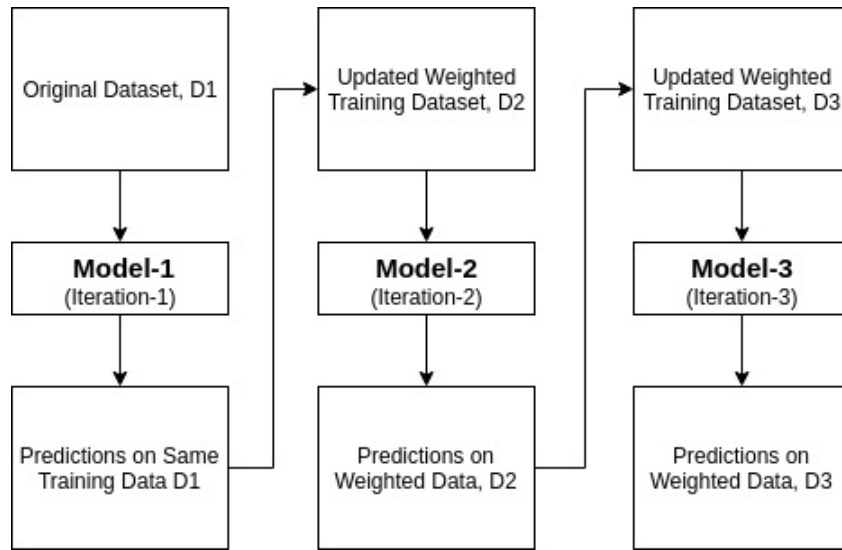 Original Dataset, D1
Model-1
(Iteration-1)
Predictions on Same
Training Data D1
Updated Weighted
Training Dataset, D2
Model-2
(Iteration-2)
Predictions on
Weighted Data, D2
Updated Weighted
Training Dataset, D3
Model-3
(Iteration-3)
Predictions on
Weighted Data, D3